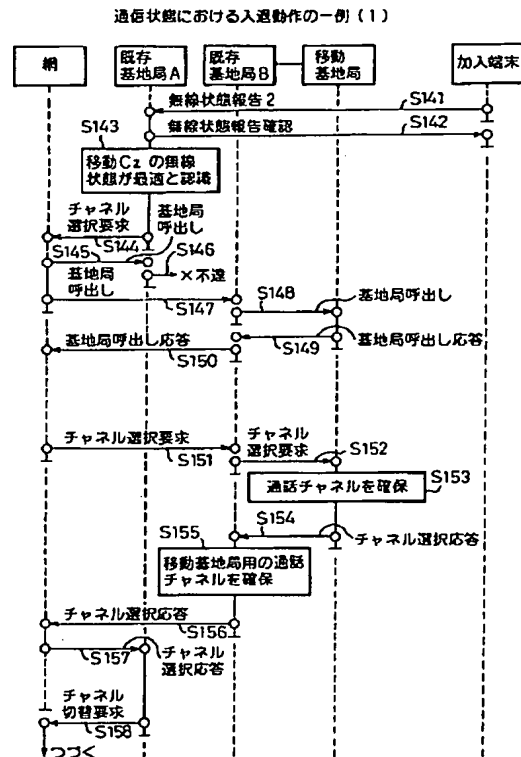 通信状態における入退動作の一例(1)
網
既存
基地局A
既存
基地局B
移動
基地局
加入端末
無線状態報告2
S141
無線状態報告確認
S142
S143
移動Czの無線
状態が最適と認識
チャネル
選択要求
S144
基地局
呼出し
S145
S146
×不達
基地局
呼出し
S147
S148
基地局呼出し
基地局呼出し応答
S149
基地局呼出し応答
S150
チャネル選択要求
S151
チャネル
選択要求
S152
通話チャネルを確保
S153
S154
チャネル選択応答
S155
移動基地局用の通話
チャネルを確保
チャネル選択応答
S156
S157
チャネル
選択応答
チャネル
切替要求
S158
つづく